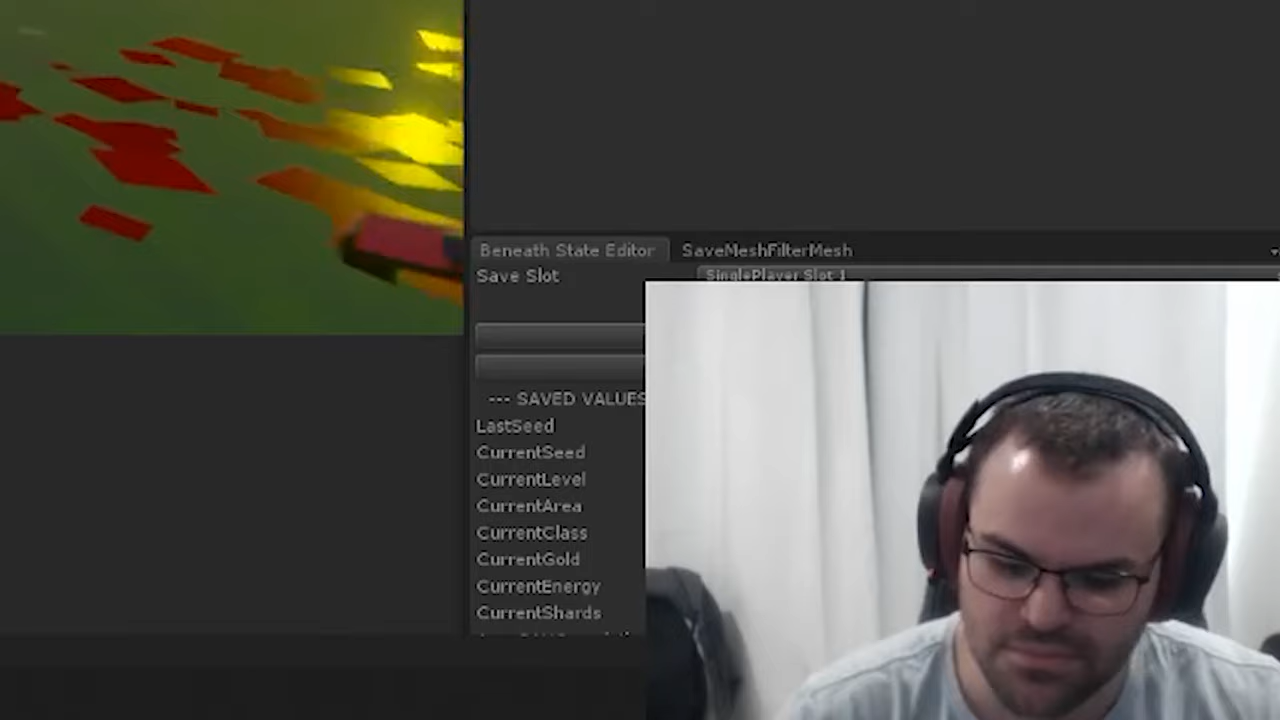 Beneath State Editor SaveMeshFilterMesh
Save Slot SinglePlayer Slot 1
--- SAVED VALUES
LastSeed
CurrentSeed
CurrentLevel
CurrentArea
CurrentClass
CurrentGold
CurrentEnergy
CurrentShards